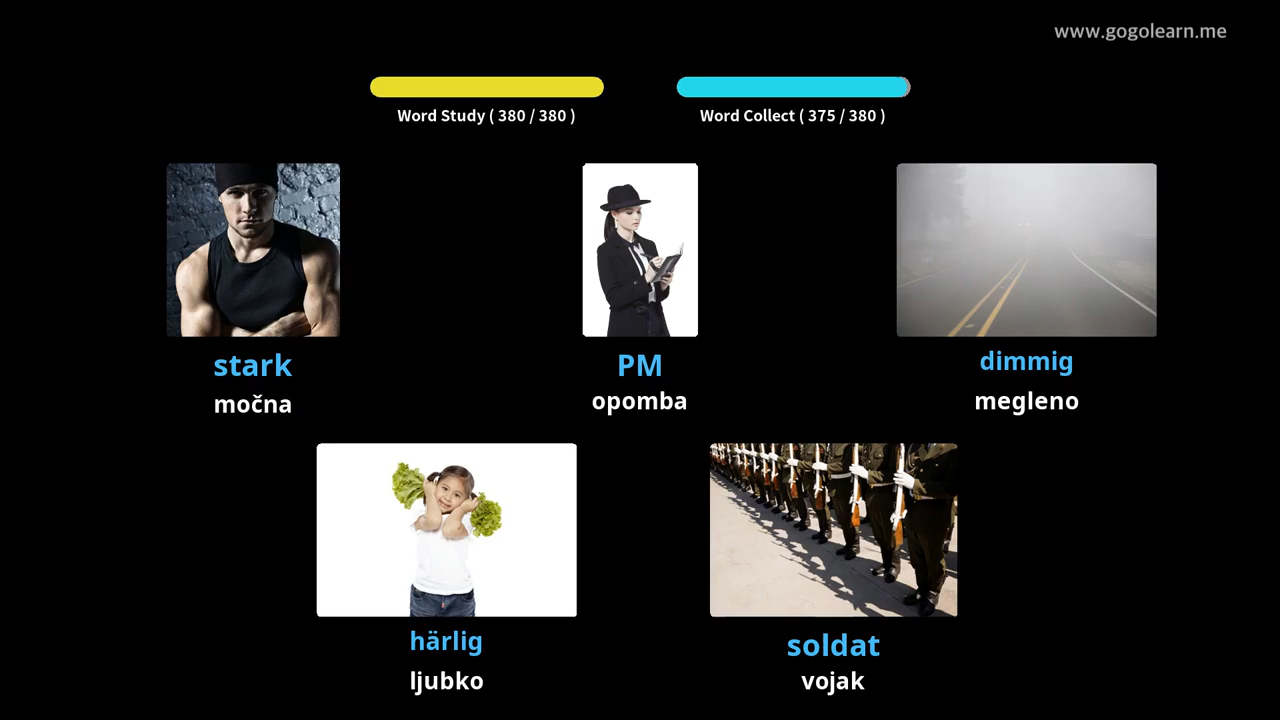 www.gogolearn.me
Word Study ( 380 / 380 )
Word Collect ( 375 / 380 )
stark
močna
PM
opomba
dimmig
megleno
härlig
ljubko
soldat
vojak